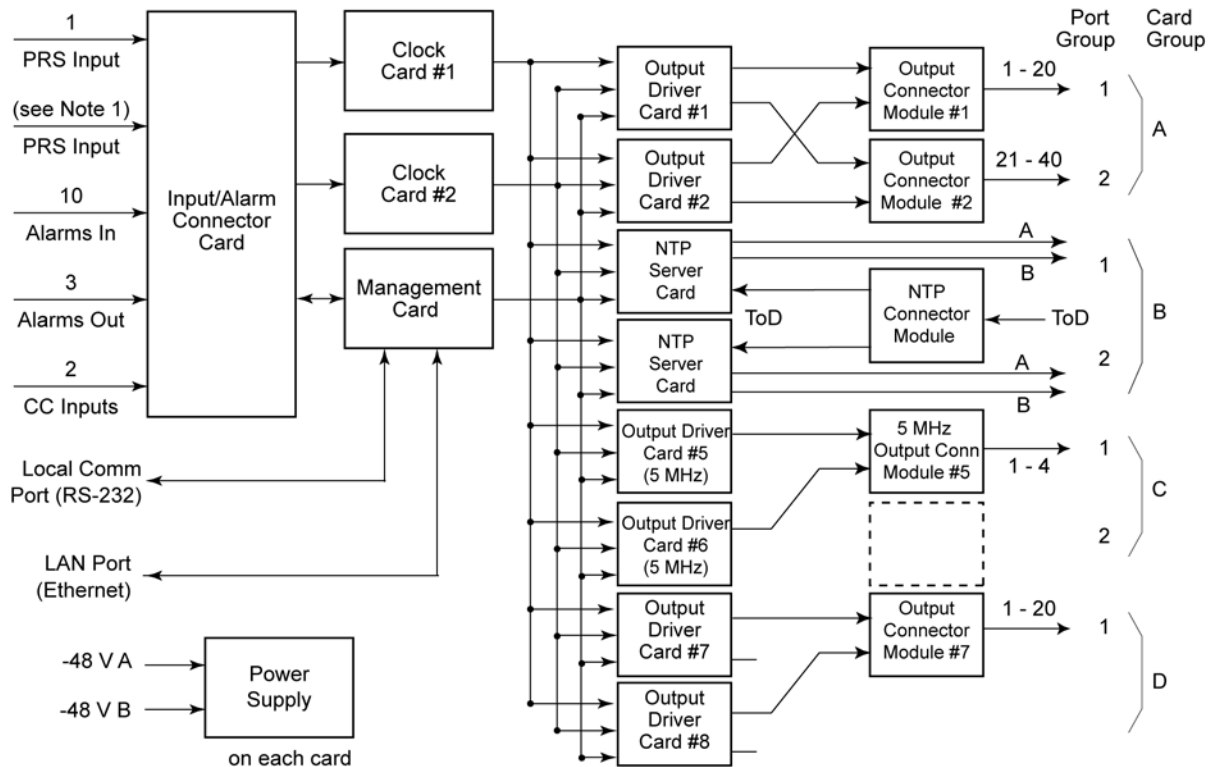 1
PRS Input
(see Note 1)
PRS Input
10
Alarms In
3
Alarms Out
2
CC Inputs
Input/Alarm
Connector
Card
Clock
Card #1
Clock
Card #2
Management
Card
Local Comm
Port (RS-232)
LAN Port
(Ethernet)
-48 V A
-48 V B
Power
Supply
on each card
Output
Driver
Card #1
Output
Driver
Card #2
NTP
Server
Card
NTP
Server
Card
Output Driver
Card #5
(5 MHz)
Output Driver
Card #6
(5 MHz)
Output
Driver
Card #7
Output
Driver
Card #8
Output
Connector
Module #1
Output
Connector
Module #2
A
B
NTP
Connector
Module
ToD
ToD
A
B
5 MHz
Output Conn
Module #5
Output
Connector
Module #7
1 - 20
21 - 40
1 - 4
1 - 20
Port
Group
1
2
1
2
1
2
1
Card
Group
A
B
C
D